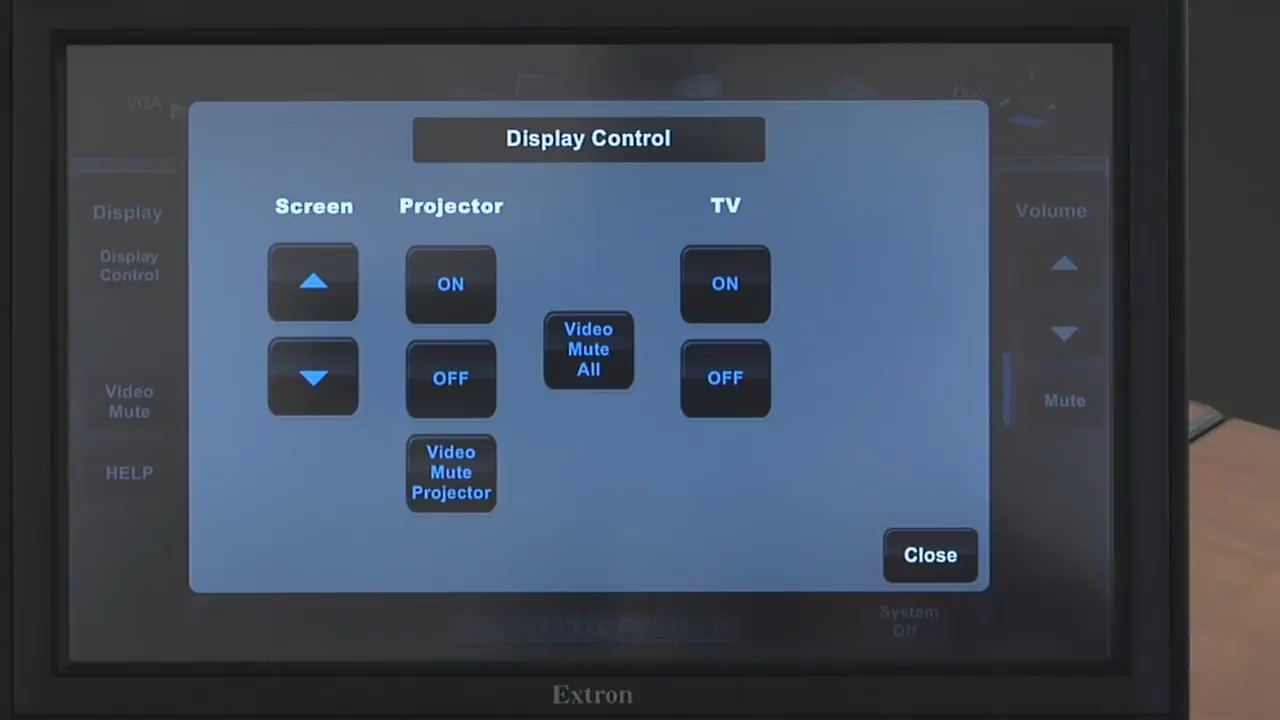 VGA
Doc
Display Control
Screen
Projector
TV
Display
Volume
Display
Control
ON
ON
Video
Mute
All
OFF
OFF
Video
Mute
Mute
Video
Mute
Projector
HELP
Close
System
Off
Extron